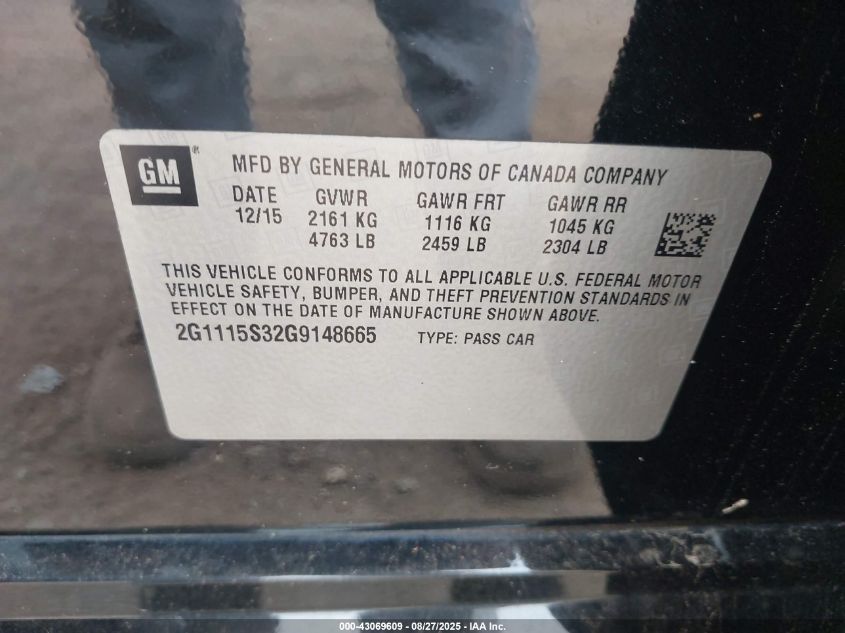 GM ®
MFD BY GENERAL MOTORS OF CANADA COMPANY
DATE GVWR GAWR FRT GAWR RR
12/15 2161 KG 1116 KG 1045 KG
4763 LB 2459 LB 2304 LB
THIS VEHICLE CONFORMS TO ALL APPLICABLE U.S. FEDERAL MOTOR
VEHICLE SAFETY, BUMPER, AND THEFT PREVENTION STANDARDS IN
EFFECT ON THE DATE OF MANUFACTURE SHOWN ABOVE.
2G1115S32G9148665 TYPE: PASS CAR
000-43069609 - 08/27/2025 - IAA Inc.